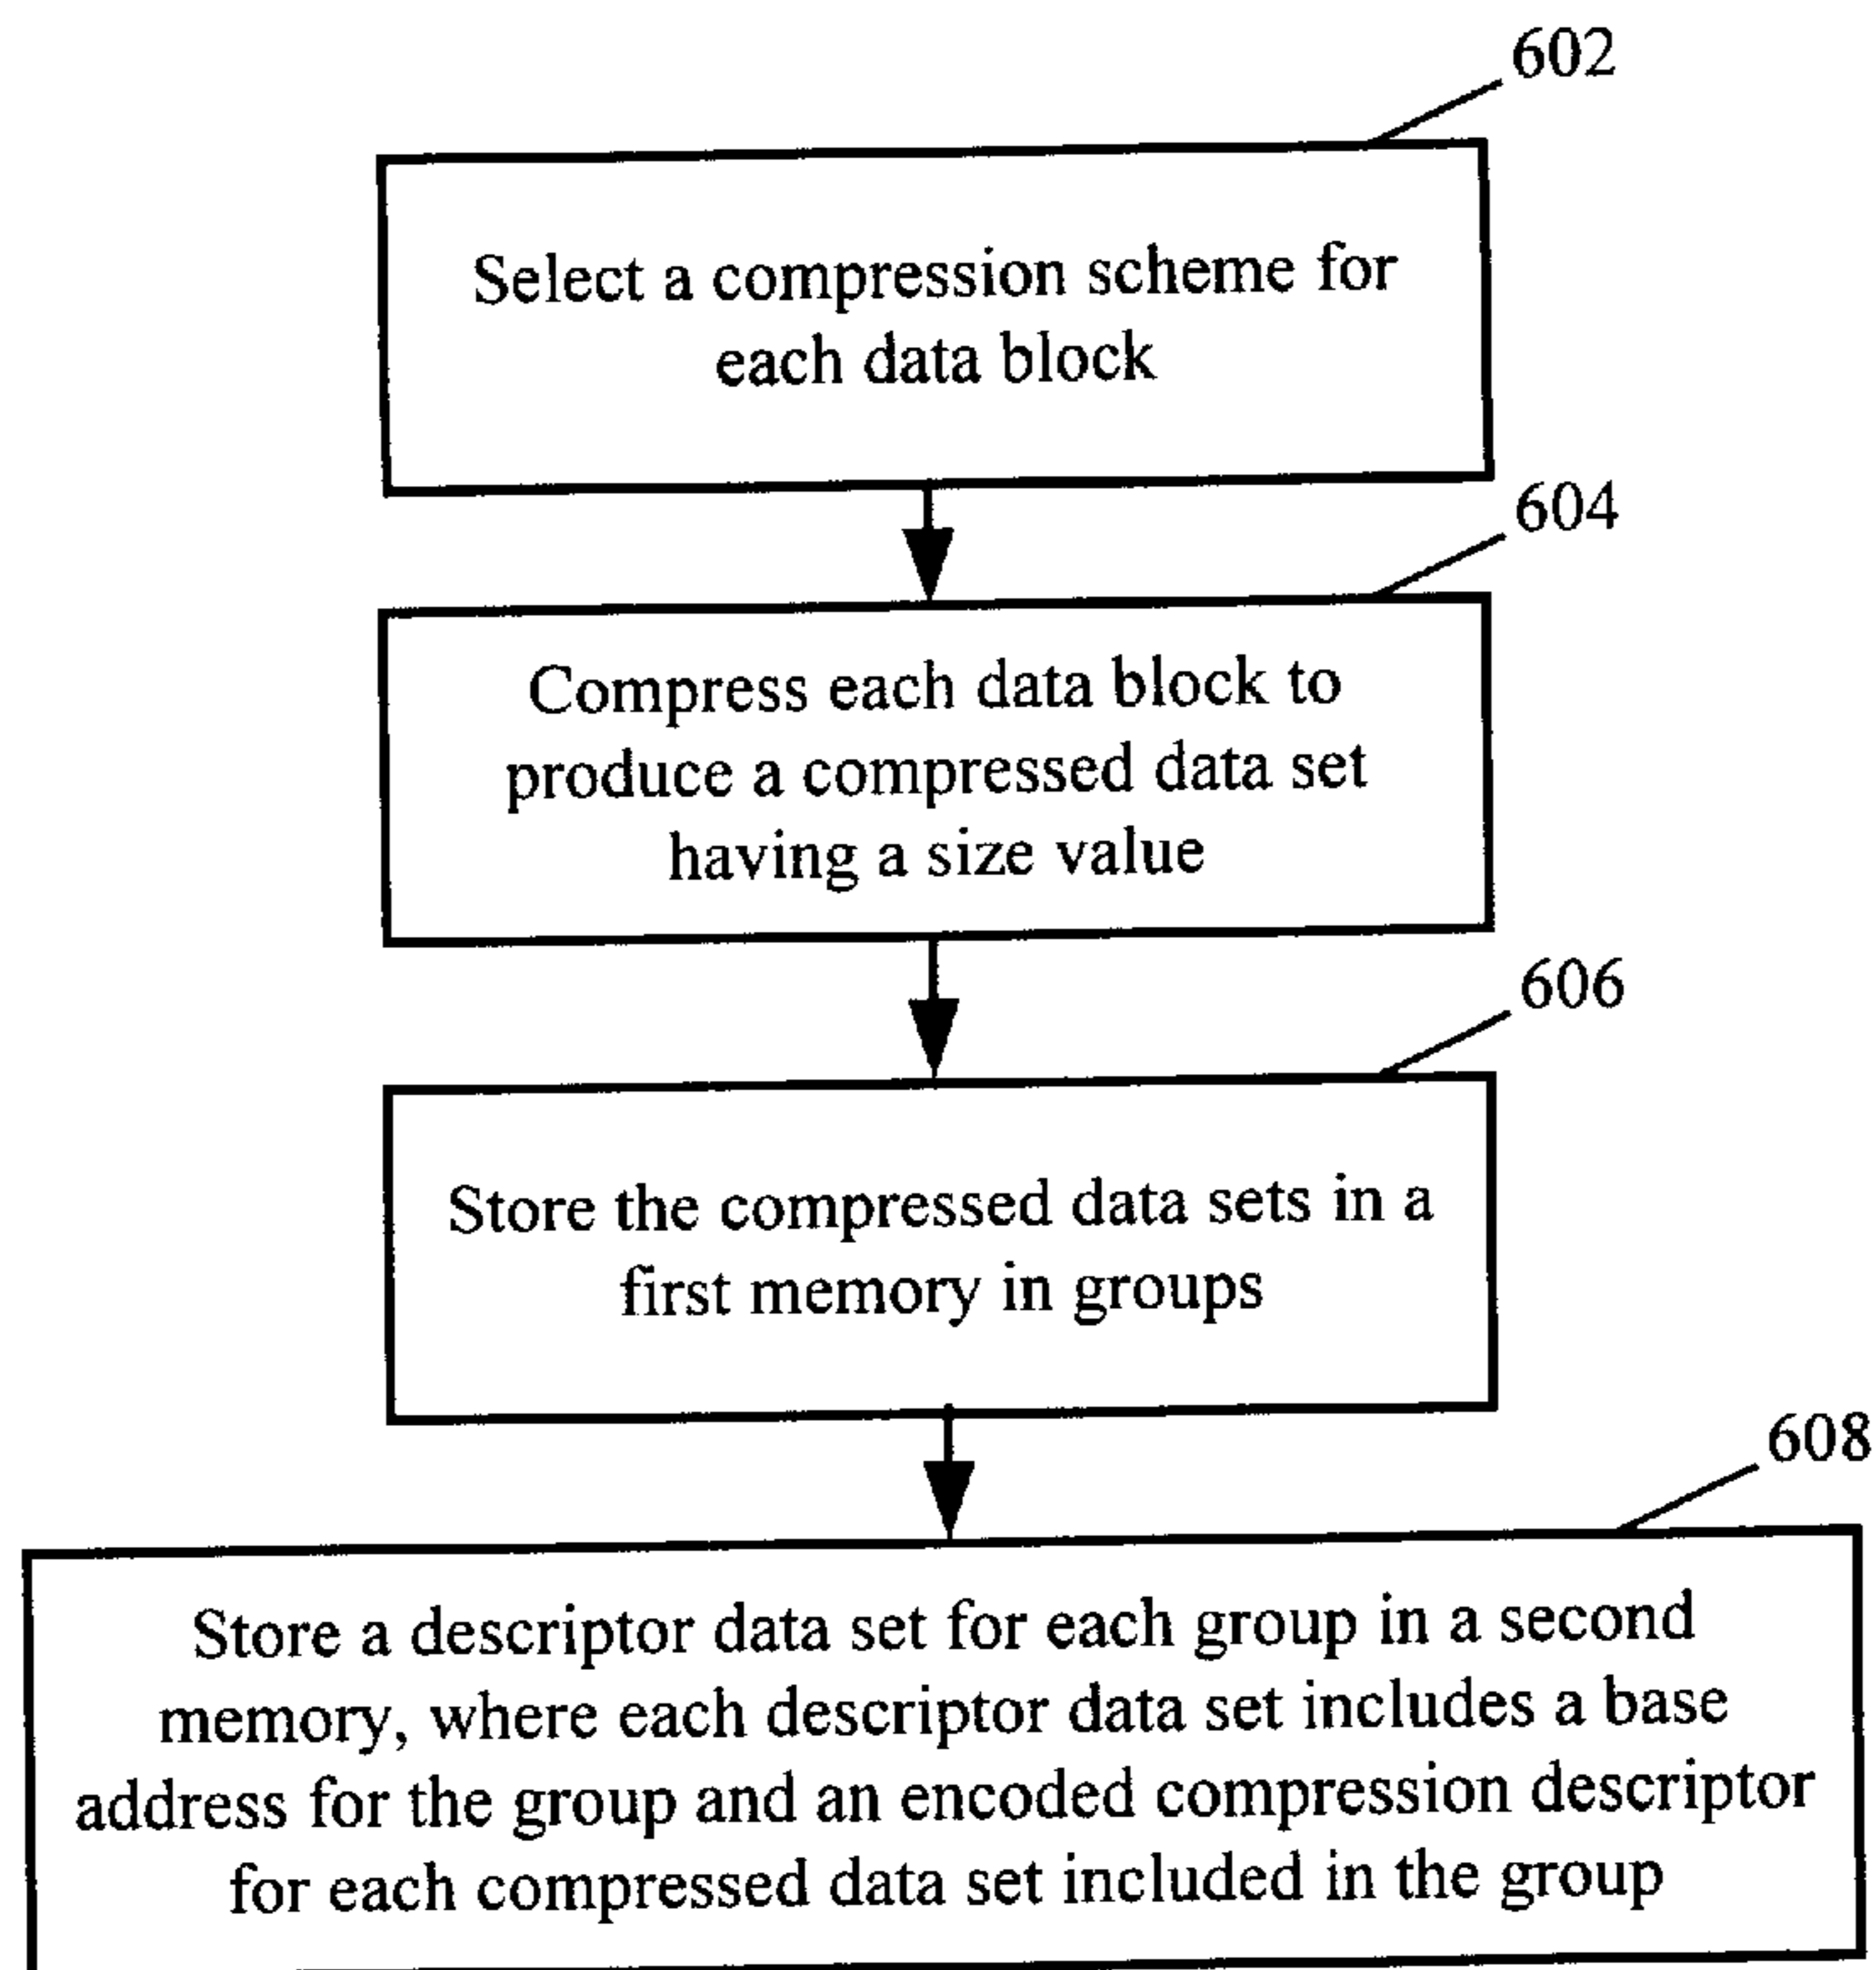 602
Select a compression scheme for
each data block
604
Compress each data block to
produce a compressed data set
having a size value
606
Store the compressed data sets in a
first memory in groups
608
Store a descriptor data set for each group in a second
memory, where each descriptor data set includes a base
address for the group and an encoded compression descriptor
for each compressed data set included in the group